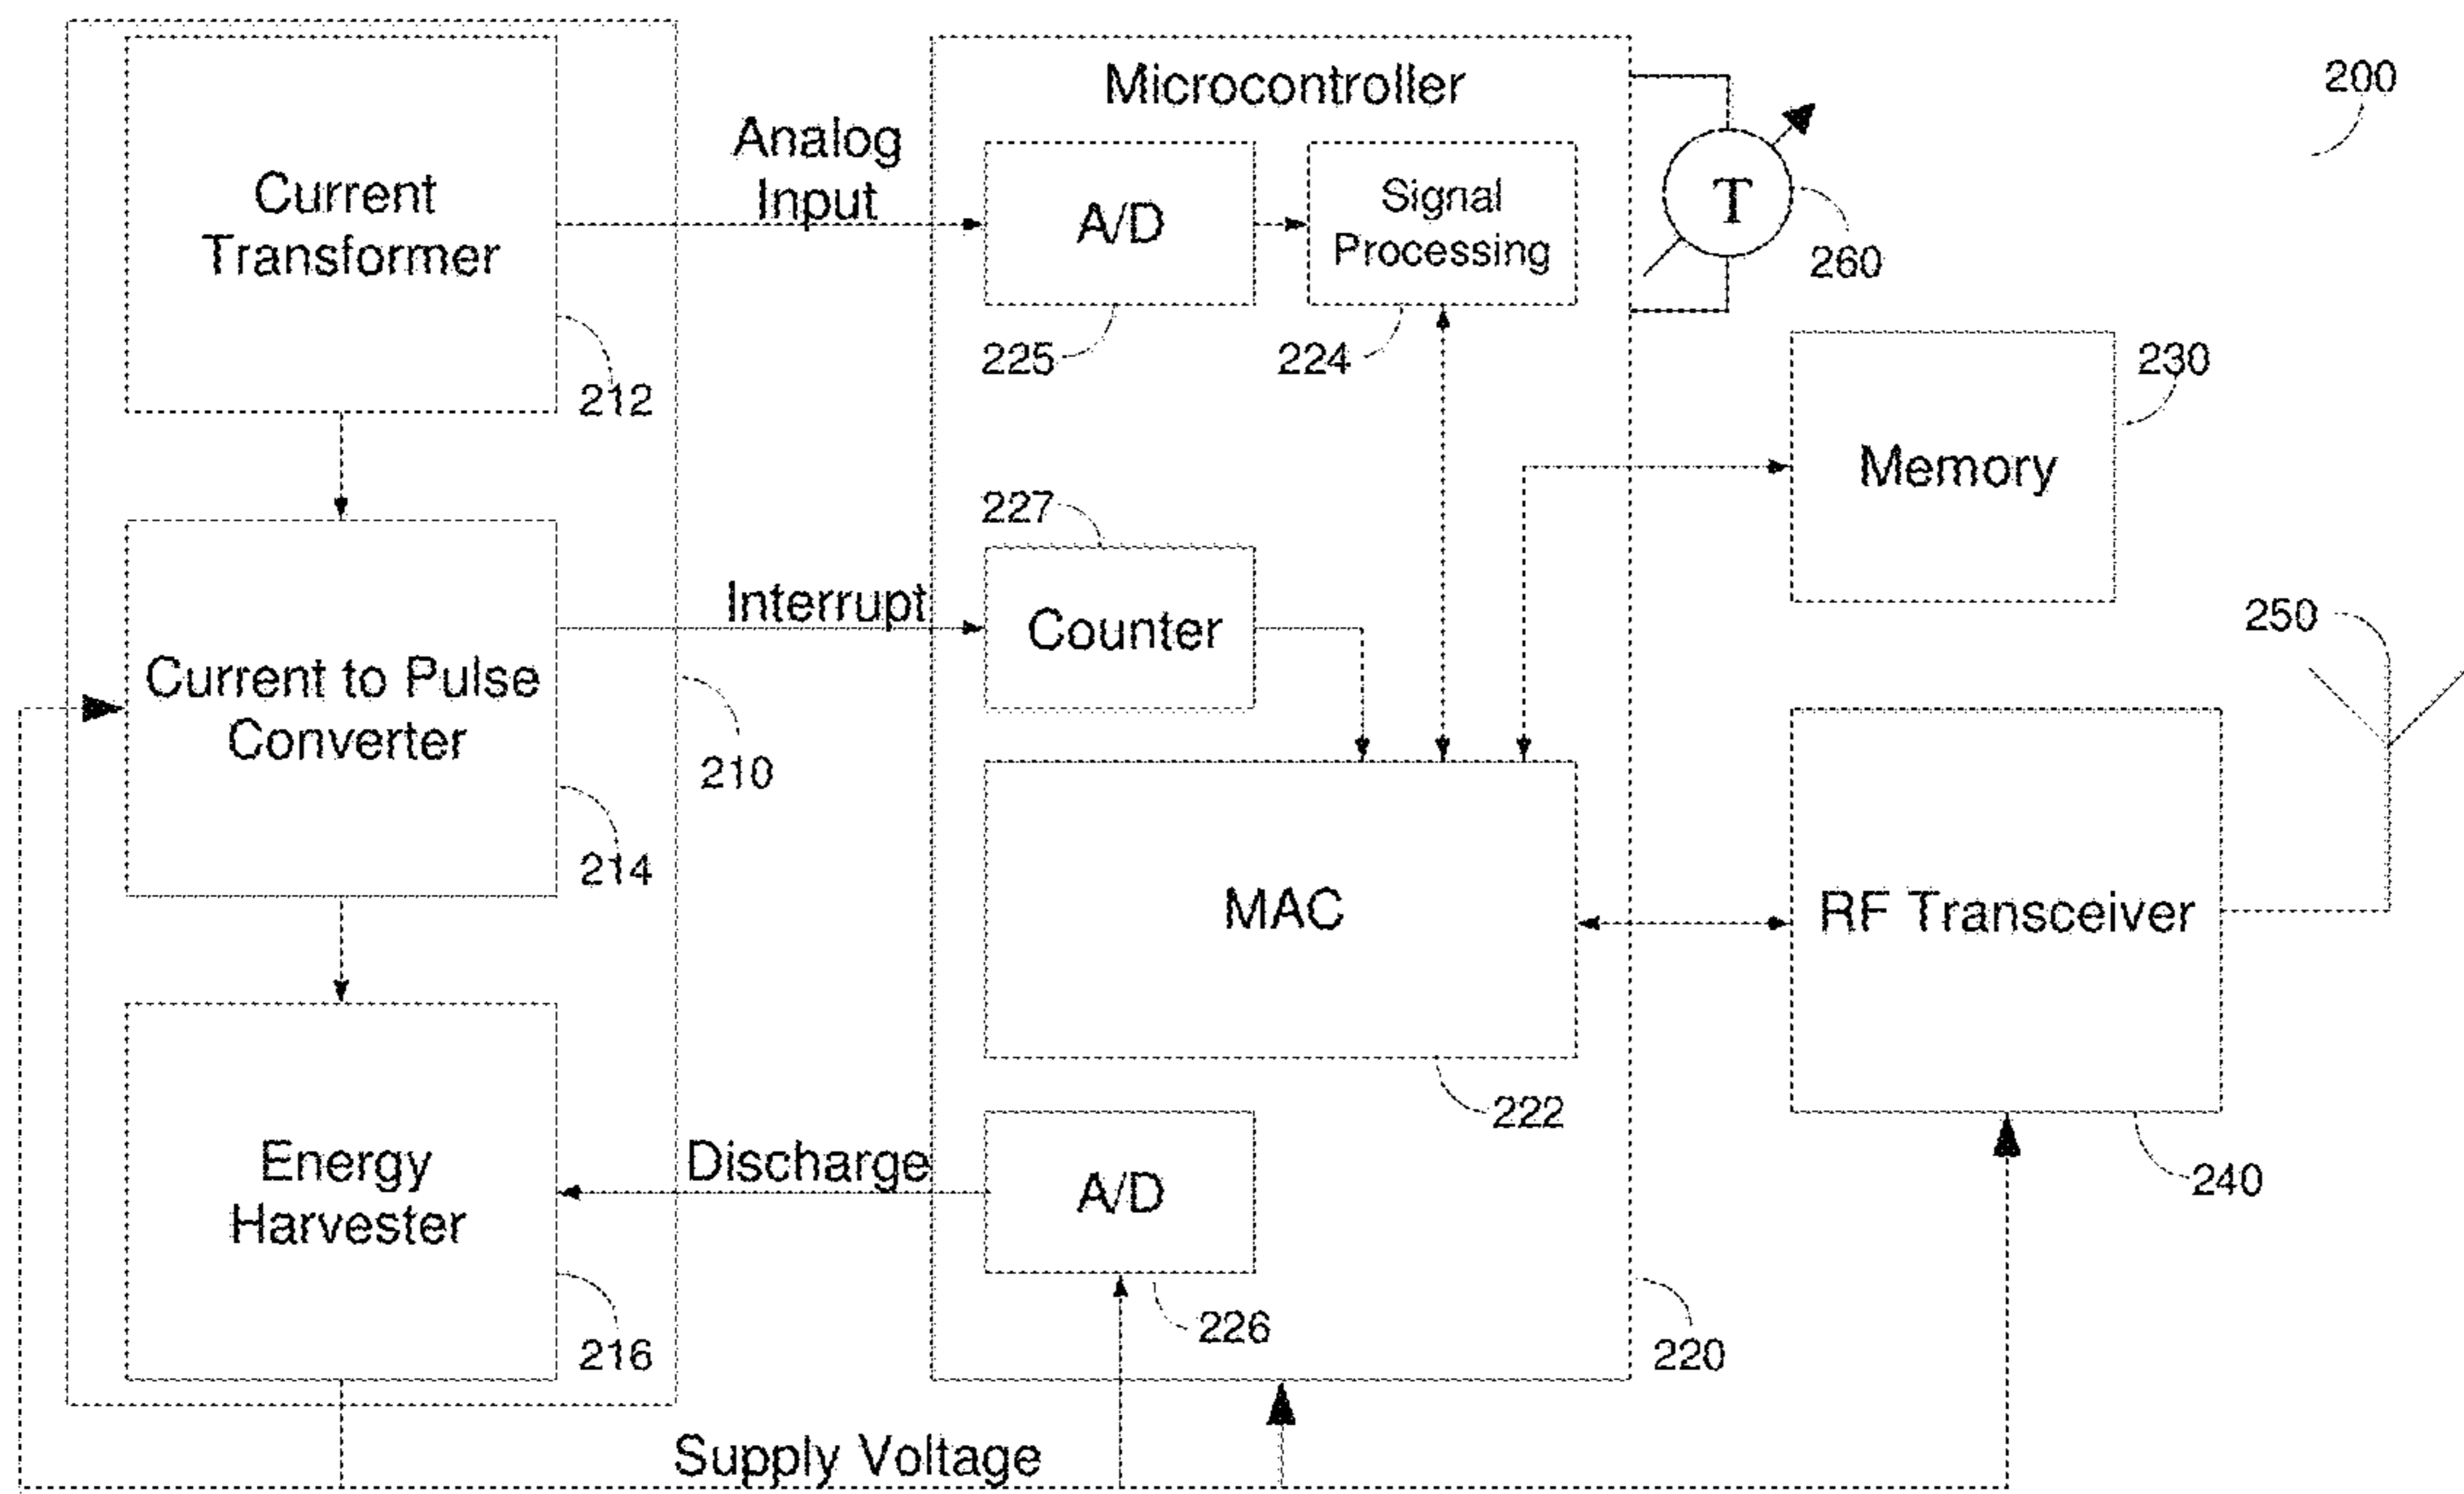 Microcontroller
200
Analog
Input
Current
Transformer
A/D
Signal
Processing
T
260
225
224
212
230
Memory
227
Interrupt
Counter
250
Current to Pulse
Converter
210
214
MAC
RF Transceiver
222
Discharge
Energy
Harvester
A/D
240
226
216
220
Supply Voltage